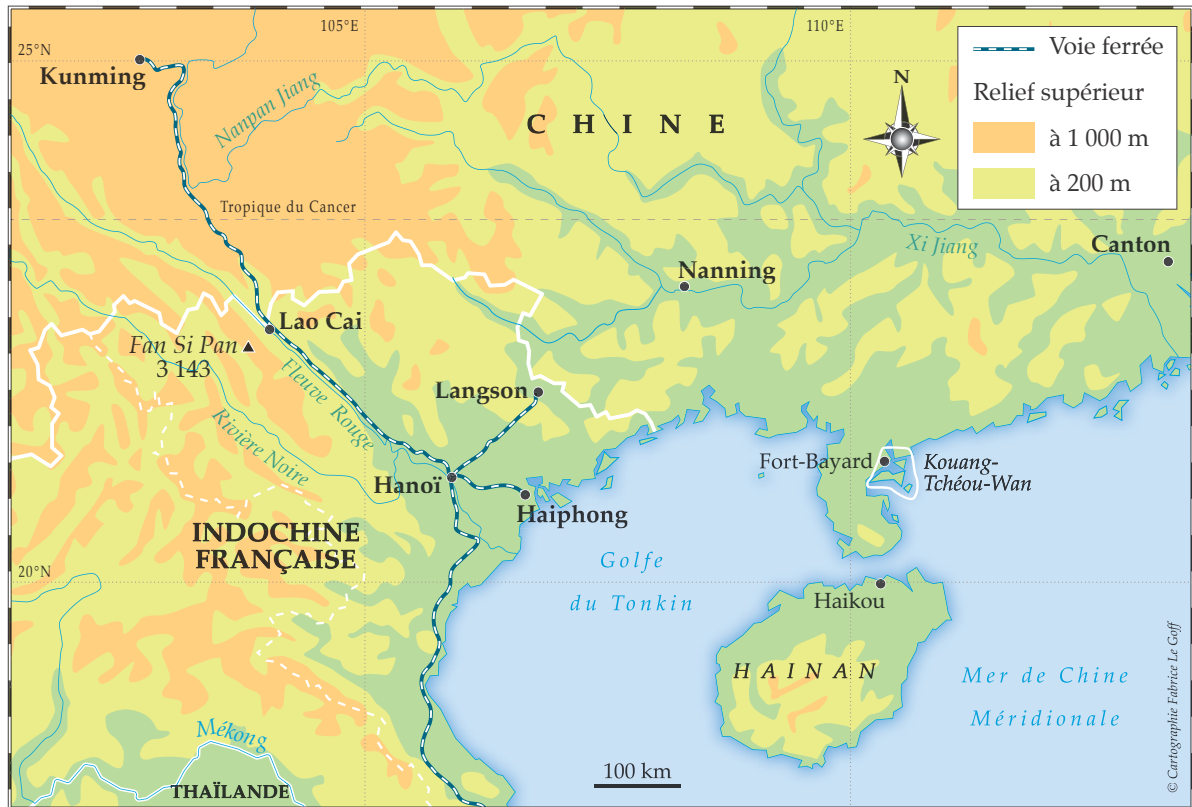 105°E
110°E
25°N
Kunming
Nanpan Jiang
CHINE
N
Voie ferrée
Relief supérieur
à 1 000 m
à 200 m
Tropique du Cancer
Xi Jiang
Canton
Nanning
Lao Cai
Fan Si Pan
3 143
Fleuve Rouge
Langson
Rivière Noire
Fort-Bayard
Kouang-
Tchéou-Wan
Hanoï
Haiphong
INDOCHINE
FRANÇAISE
Golfe
du Tonkin
20°N
Haikou
HAINAN
Mer de Chine
Méridionale
Mékong
THAÏLANDE
100 km
© Cartographie Fabrice Le Goff